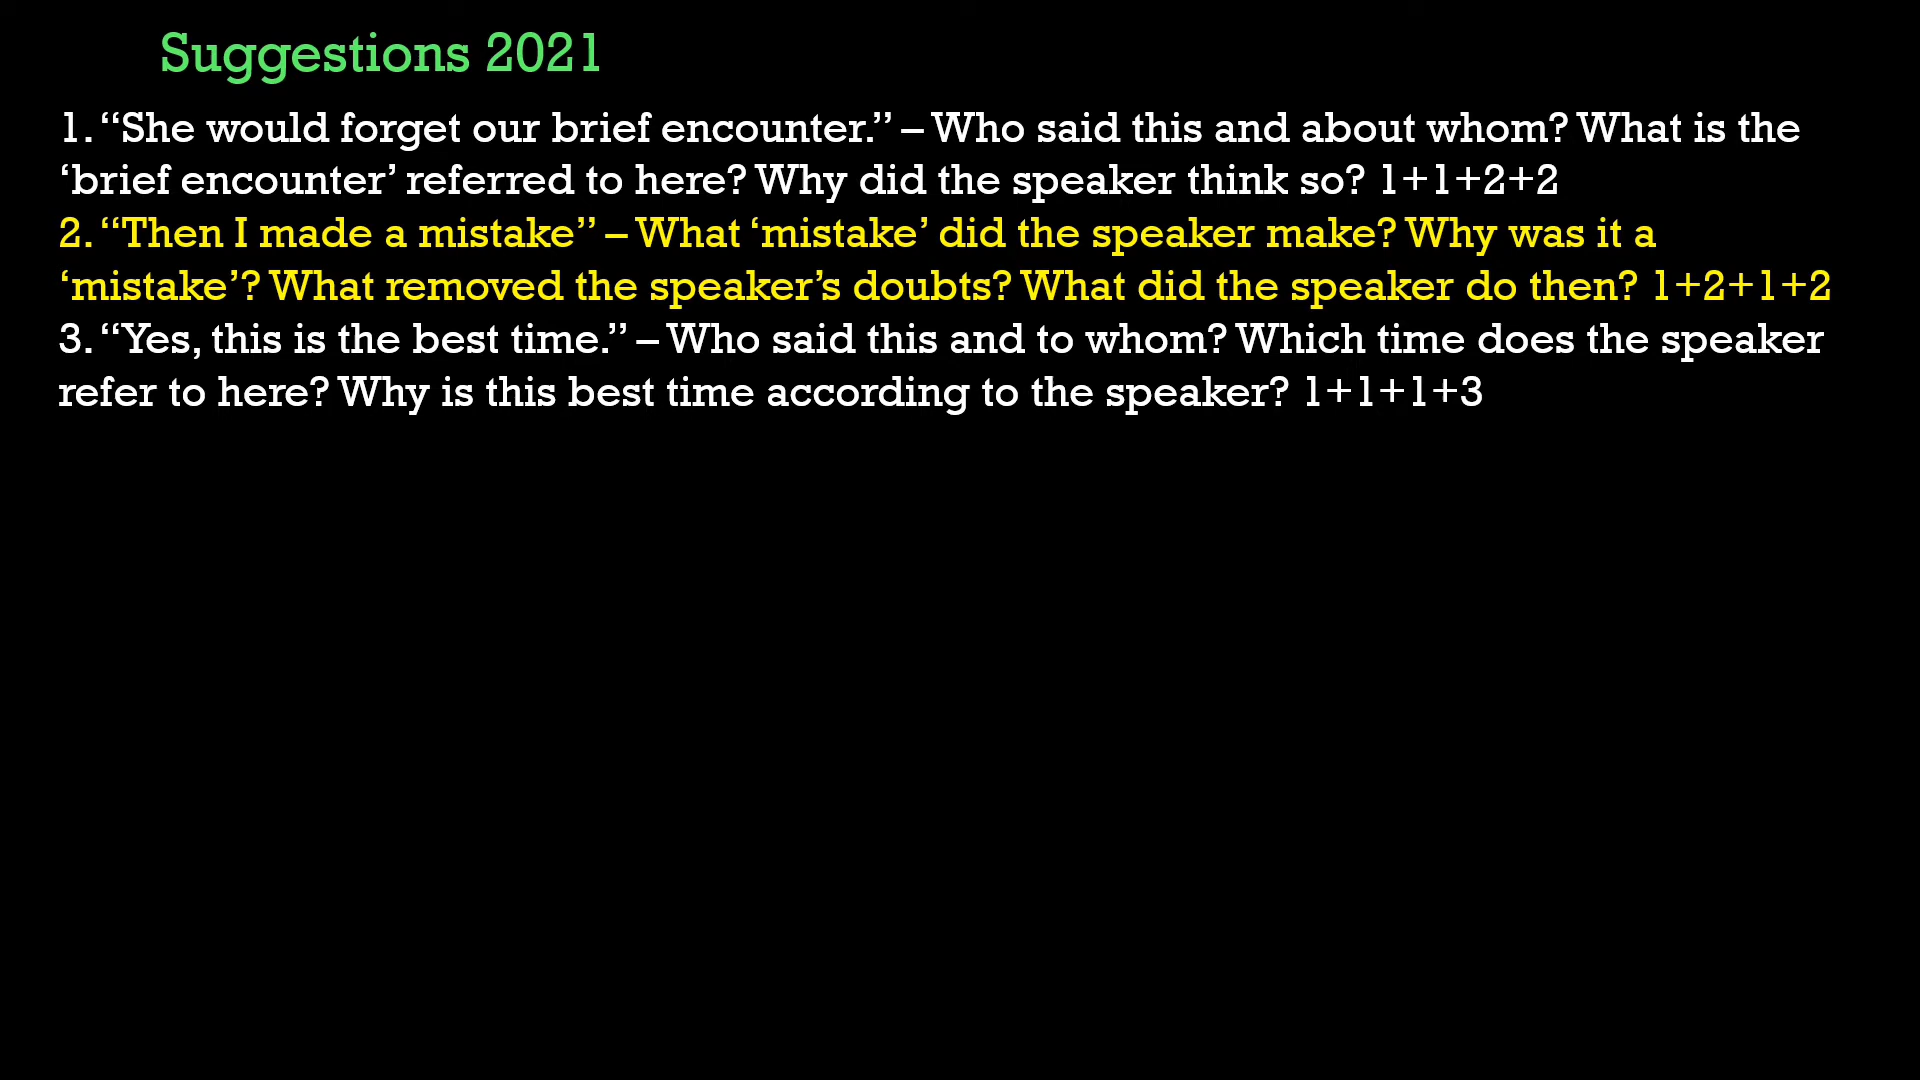 Suggestions 2021
1. “She would forget our brief encounter.” – Who said this and about whom? What is the
‘brief encounter’ referred to here? Why did the speaker think so? 1+1+2+2
2. “Then I made a mistake” – What ‘mistake’ did the speaker make? Why was it a
‘mistake’? What removed the speaker’s doubts? What did the speaker do then? 1+2+1+2
3. “Yes, this is the best time.” – Who said this and to whom? Which time does the speaker
refer to here? Why is this best time according to the speaker? 1+1+1+3